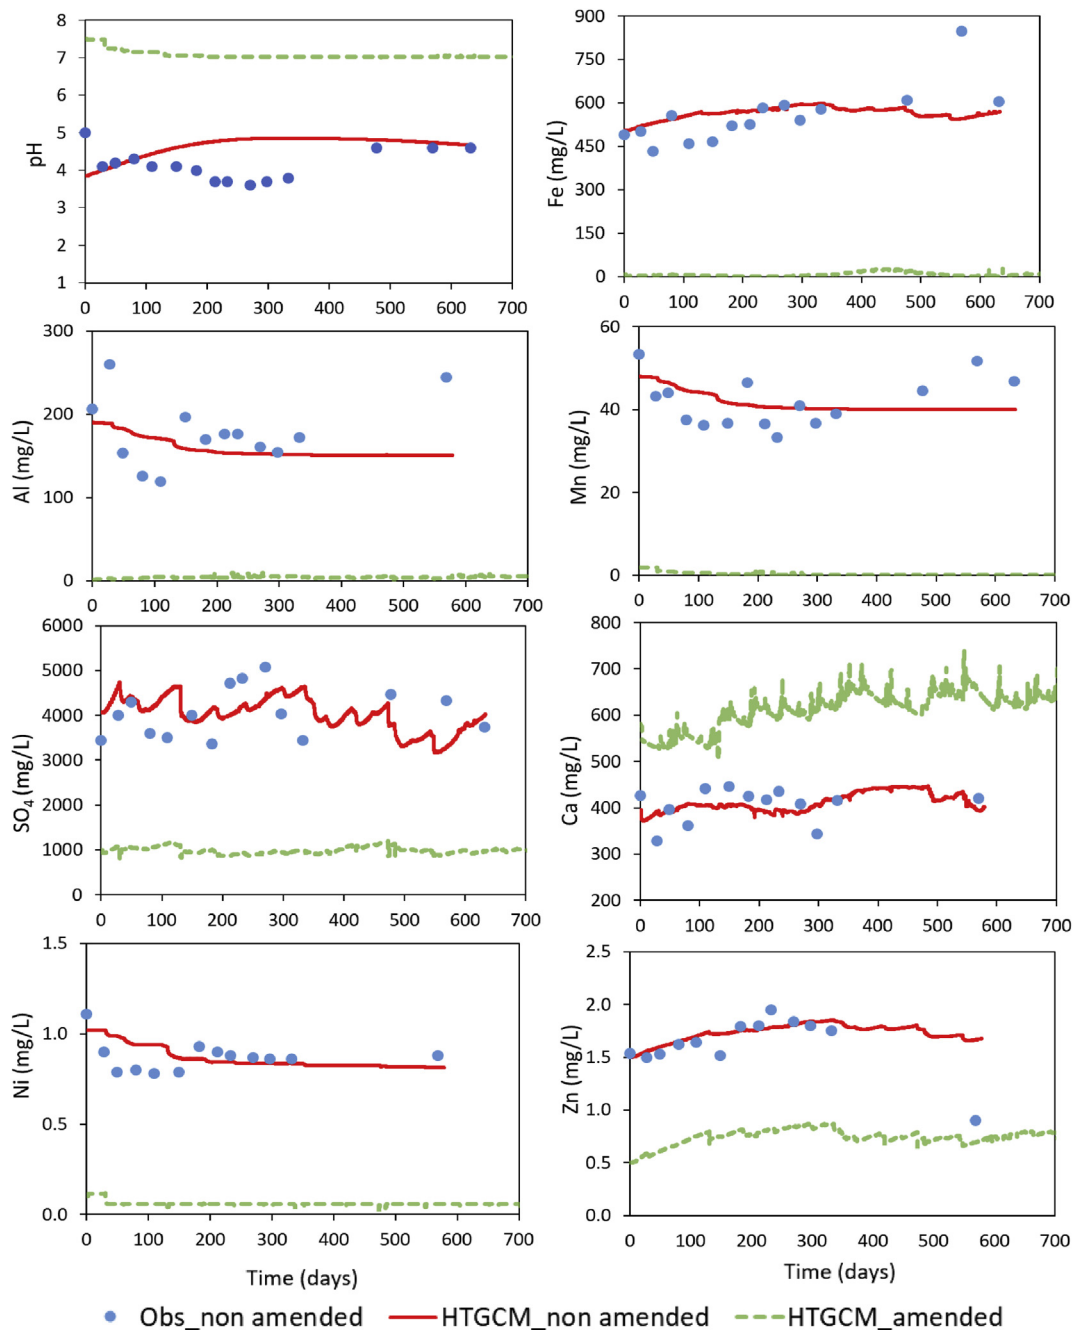 8
7
6
5
4
3
2
1
pH
0 100 200 300 400 500 600 700
900
750
600
450
300
150
0
Fe (mg/L)
0 100 200 300 400 500 600 700
300
200
100
0
Al (mg/L)
0 100 200 300 400 500 600 700
60
40
20
0
Mn (mg/L)
0 100 200 300 400 500 600 700
6000
5000
4000
3000
2000
1000
0
SO4 (mg/L)
0 100 200 300 400 500 600 700
800
700
600
500
400
300
200
Ca (mg/L)
0 100 200 300 400 500 600 700
1.5
1.0
0.5
0.0
Ni (mg/L)
0 100 200 300 400 500 600 700
Time (days)
2.5
2.0
1.5
1.0
0.5
0.0
Zn (mg/L)
0 100 200 300 400 500 600 700
Time (days)
Obs_non amended HTGCM_non amended HTGCM_amended